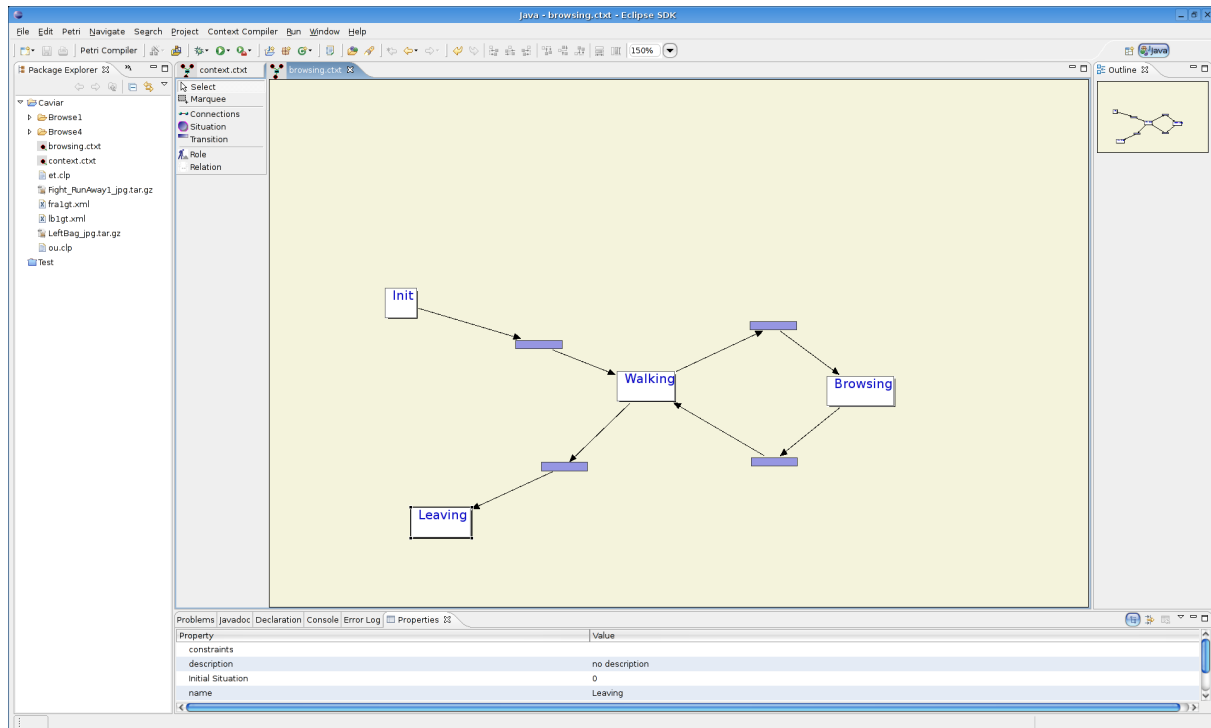 Java - browsing.ctxt - Eclipse SDK
File Edit Petri Navigate Search Project Context Compiler Run Window Help
Petri Compiler 150% Java
Package Explorer context.ctxt browsing.ctxt Outline
Select
Marquee
Connections
Situation
Transition
Role
Relation
Caviar
Browse1
Browse4
browsing.ctxt
context.ctxt
et.clp
Fight_RunAway1_jpg.tar.gz
fra1gt.xml
lb1gt.xml
LeftBag_jpg.tar.gz
ou.clp
Test
Init
Walking
Browsing
Leaving
Problems Javadoc Declaration Console Error Log Properties
Property Value
constraints
description no description
Initial Situation 0
name Leaving